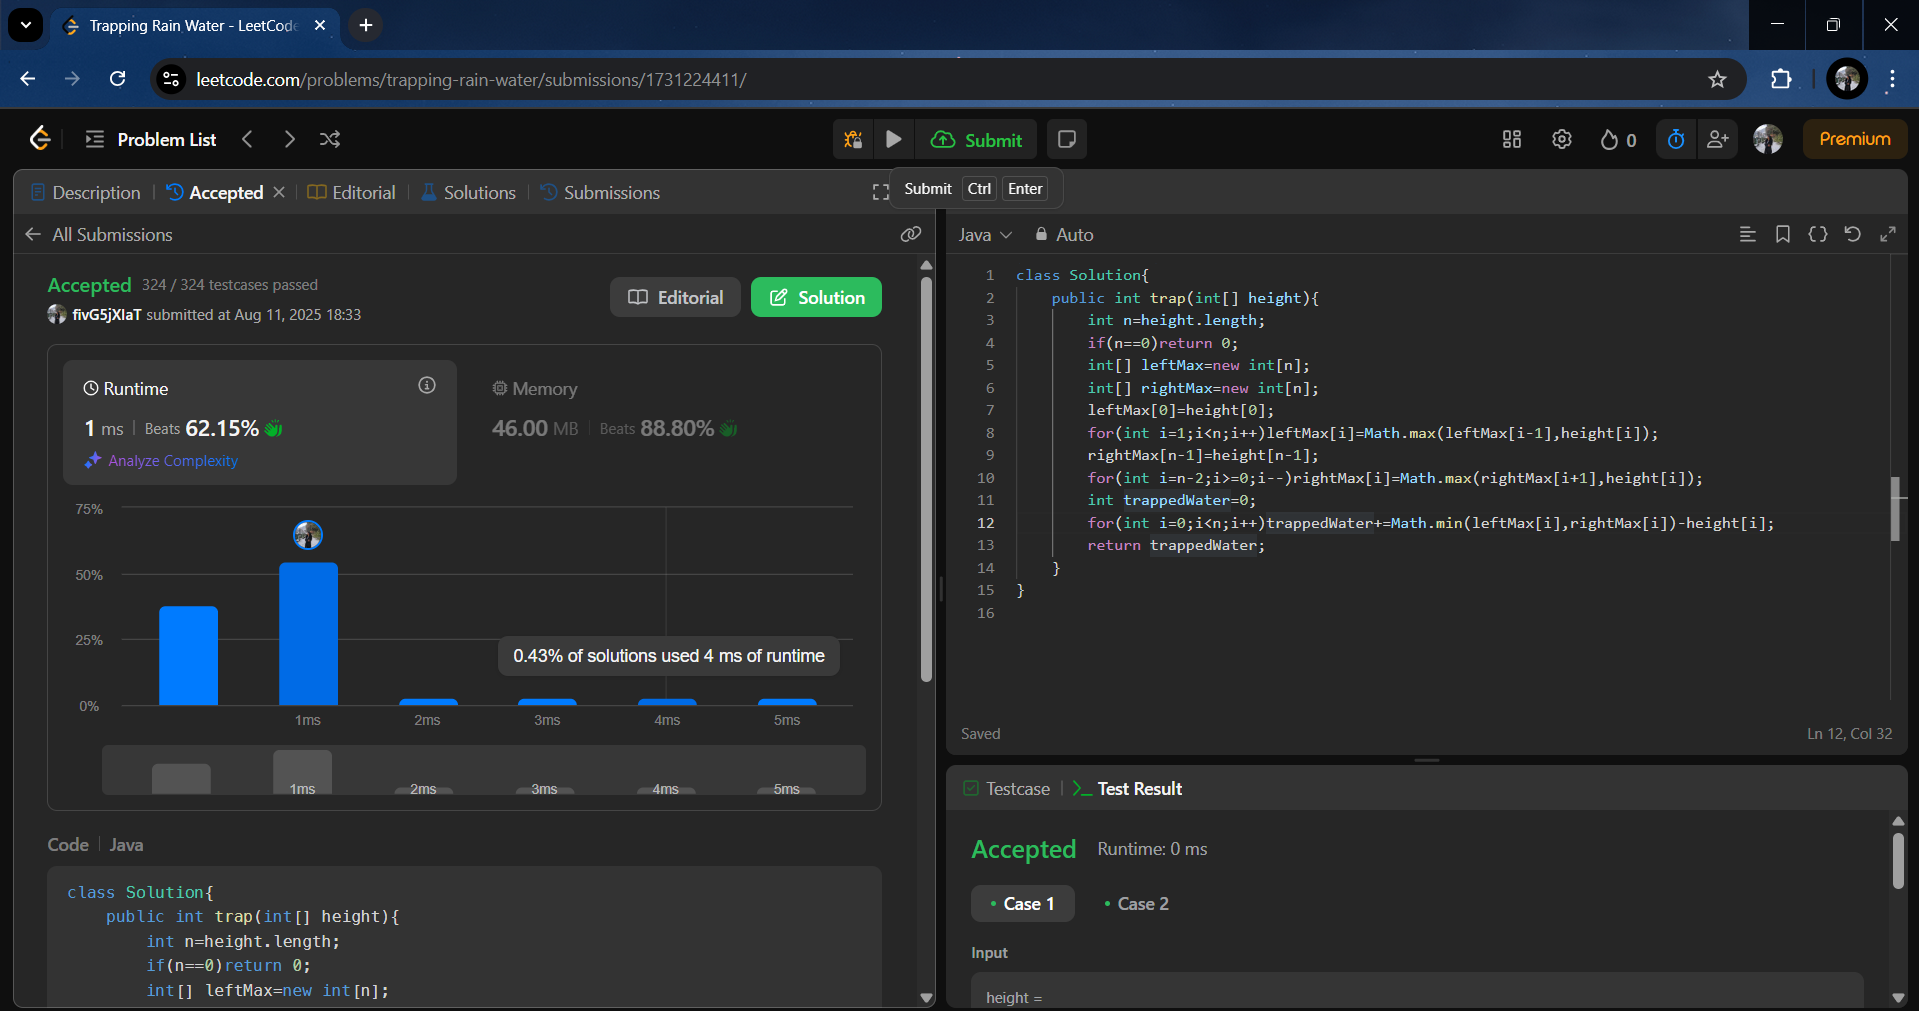 Trapping Rain Water - LeetCode
leetcode.com/problems/trapping-rain-water/submissions/1731224411/
Problem List
Submit
0
Premium
Description
Accepted
Editorial
Solutions
Submissions
Submit Ctrl Enter
All Submissions
Accepted 324 / 324 testcases passed
fivG5jXlaT submitted at Aug 11, 2025 18:33
Editorial
Solution
Runtime
1 ms Beats 62.15%
Analyze Complexity
Memory
46.00 MB Beats 88.80%
75%
50%
25%
0%
0.43% of solutions used 4 ms of runtime
1ms 2ms 3ms 4ms 5ms
1ms 2ms 3ms 4ms 5ms
Code Java
class Solution{
public int trap(int[] height){
int n=height.length;
if(n==0)return 0;
int[] leftMax=new int[n];
Java Auto
1 class Solution{
2 public int trap(int[] height){
3 int n=height.length;
4 if(n==0)return 0;
5 int[] leftMax=new int[n];
6 int[] rightMax=new int[n];
7 leftMax[0]=height[0];
8 for(int i=1;i<n;i++)leftMax[i]=Math.max(leftMax[i-1],height[i]);
9 rightMax[n-1]=height[n-1];
10 for(int i=n-2;i>=0;i--)rightMax[i]=Math.max(rightMax[i+1],height[i]);
11 int trappedWater=0;
12 for(int i=0;i<n;i++)trappedWater+=Math.min(leftMax[i],rightMax[i])-height[i];
13 return trappedWater;
14 }
15 }
16
Saved
Ln 12, Col 32
Testcase
>_ Test Result
Accepted Runtime: 0 ms
• Case 1 • Case 2
Input
height =